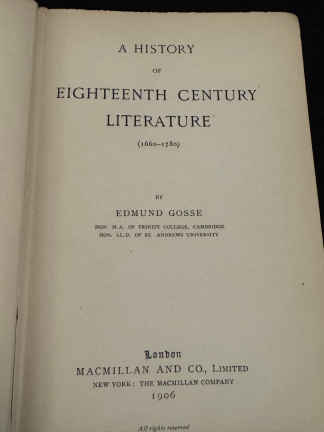 A HISTORY
OF
EIGHTEENTH CENTURY
LITERATURE
(1660–1780)
BY
EDMUND GOSSE
HON. M.A. OF TRINITY COLLEGE, CAMBRIDGE
HON. LL.D. OF ST. ANDREWS UNIVERSITY
London
MACMILLAN AND CO., LIMITED
NEW YORK: THE MACMILLAN COMPANY
1906
All rights reserved